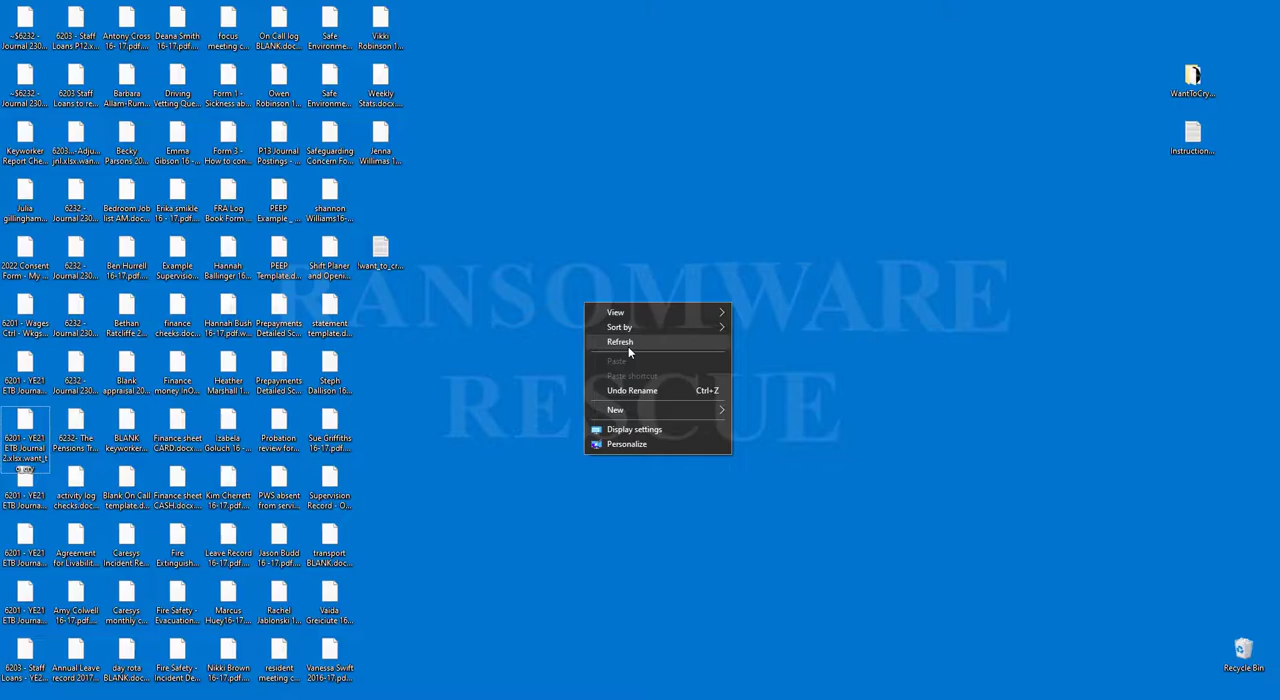 ~$6232 -
Journal 230...
6203 - Staff
Loans P12.x...
Antony Cross
16- 17.pdf....
Deana Smith
16-17.pdf....
focus
meeting c...
On Call log
BLANK.doc...
Safe
Environme...
Vikki
Robinson 1...
~$6232 -
Journal 230...
6203 Staff
Loans to re...
Barbara
Allam-Rum...
Driving
Vetting Que...
Form 1 -
Sickness ab...
Owen
Robinson 1...
Safe
Environme...
Weekly
Stats.docx....
WantToCry...
Keyworker
Report Che...
6203...-Adju...
jnl.xlsx.wan...
Becky
Parsons 20...
Emma
Gibson 16 -...
Form 3 -
How to con...
P13 Journal
Postings - ...
Safeguarding
Concern Fo...
Jenna
Willimas 1...
Instruction...
Julia
gillingham...
6232 -
Journal 230...
Bedroom Job
list AM.doc...
Erika smikle
16 - 17.pdf....
FRA Log
Book Form ...
PEEP
Example _ ...
shannon
Williams16-...
2022 Consent
Form - My ...
6232 -
Journal 230...
Ben Hurrell
16-17.pdf....
Example
Supervisio...
Hannah
Ballinger 16...
PEEP
Template.d...
Shift Planer
and Openi...
!want_to_cr...
6201 - Wages
Ctrl - Wkgs...
6232 -
Journal 230...
Bethan
Ratcliffe 2...
finance
cheeks.doc...
Hannah Bush
16-17.pdf.w...
Prepayments
Detailed Sc...
statement
template.d...
6201 - YE21
ETB Journa...
6232 -
Journal 230...
Blank
appraisal 20...
Finance
money inO...
Heather
Marshall 1...
Prepayments
Detailed Sc...
Steph
Dallison 16...
6201 - YE21
ETB Journal
2.xlsx.want_t
o_cry
6232- The
Pensions Tr...
BLANK
keyworker...
Finance sheet
CARD.docx....
Izabela
Goluch 16 -...
Probation
review for...
Sue Griffiths
16-17.pdf....
6201 - YE21
ETB Journa...
activity log
checks.doc...
Blank On Call
template.d...
Finance sheet
CASH.docx....
Kim Cherrett
16-17.pdf....
PWS absent
from servi...
Supervision
Record - O...
6201 - YE21
ETB Journa...
Agreement
for Livabilit...
Caresys
Incident Re...
Fire
Extinguish...
Leave Record
16-17.pdf....
Jason Budd
16 -17.pdf....
transport
BLANK.doc...
6201 - YE21
ETB Journa...
Amy Colwell
16-17.pdf....
Caresys
monthly c...
Fire Safety -
Evacuation...
Marcus
Huey16-17....
Rachel
Jablonski 1...
Vaida
Greiciute 16...
6203 - Staff
Loans - YE2...
Annual Leave
record 2017...
day rota
BLANK.doc...
Fire Safety -
Incident De...
Nikki Brown
16-17.pdf....
resident
meeting c...
Vanessa Swift
2016-17.pd...
Recycle Bin
RANSOMWARE
RESCUE
View
Sort by
Refresh
Paste
Paste shortcut
Undo Rename Ctrl+Z
New
Display settings
Personalize